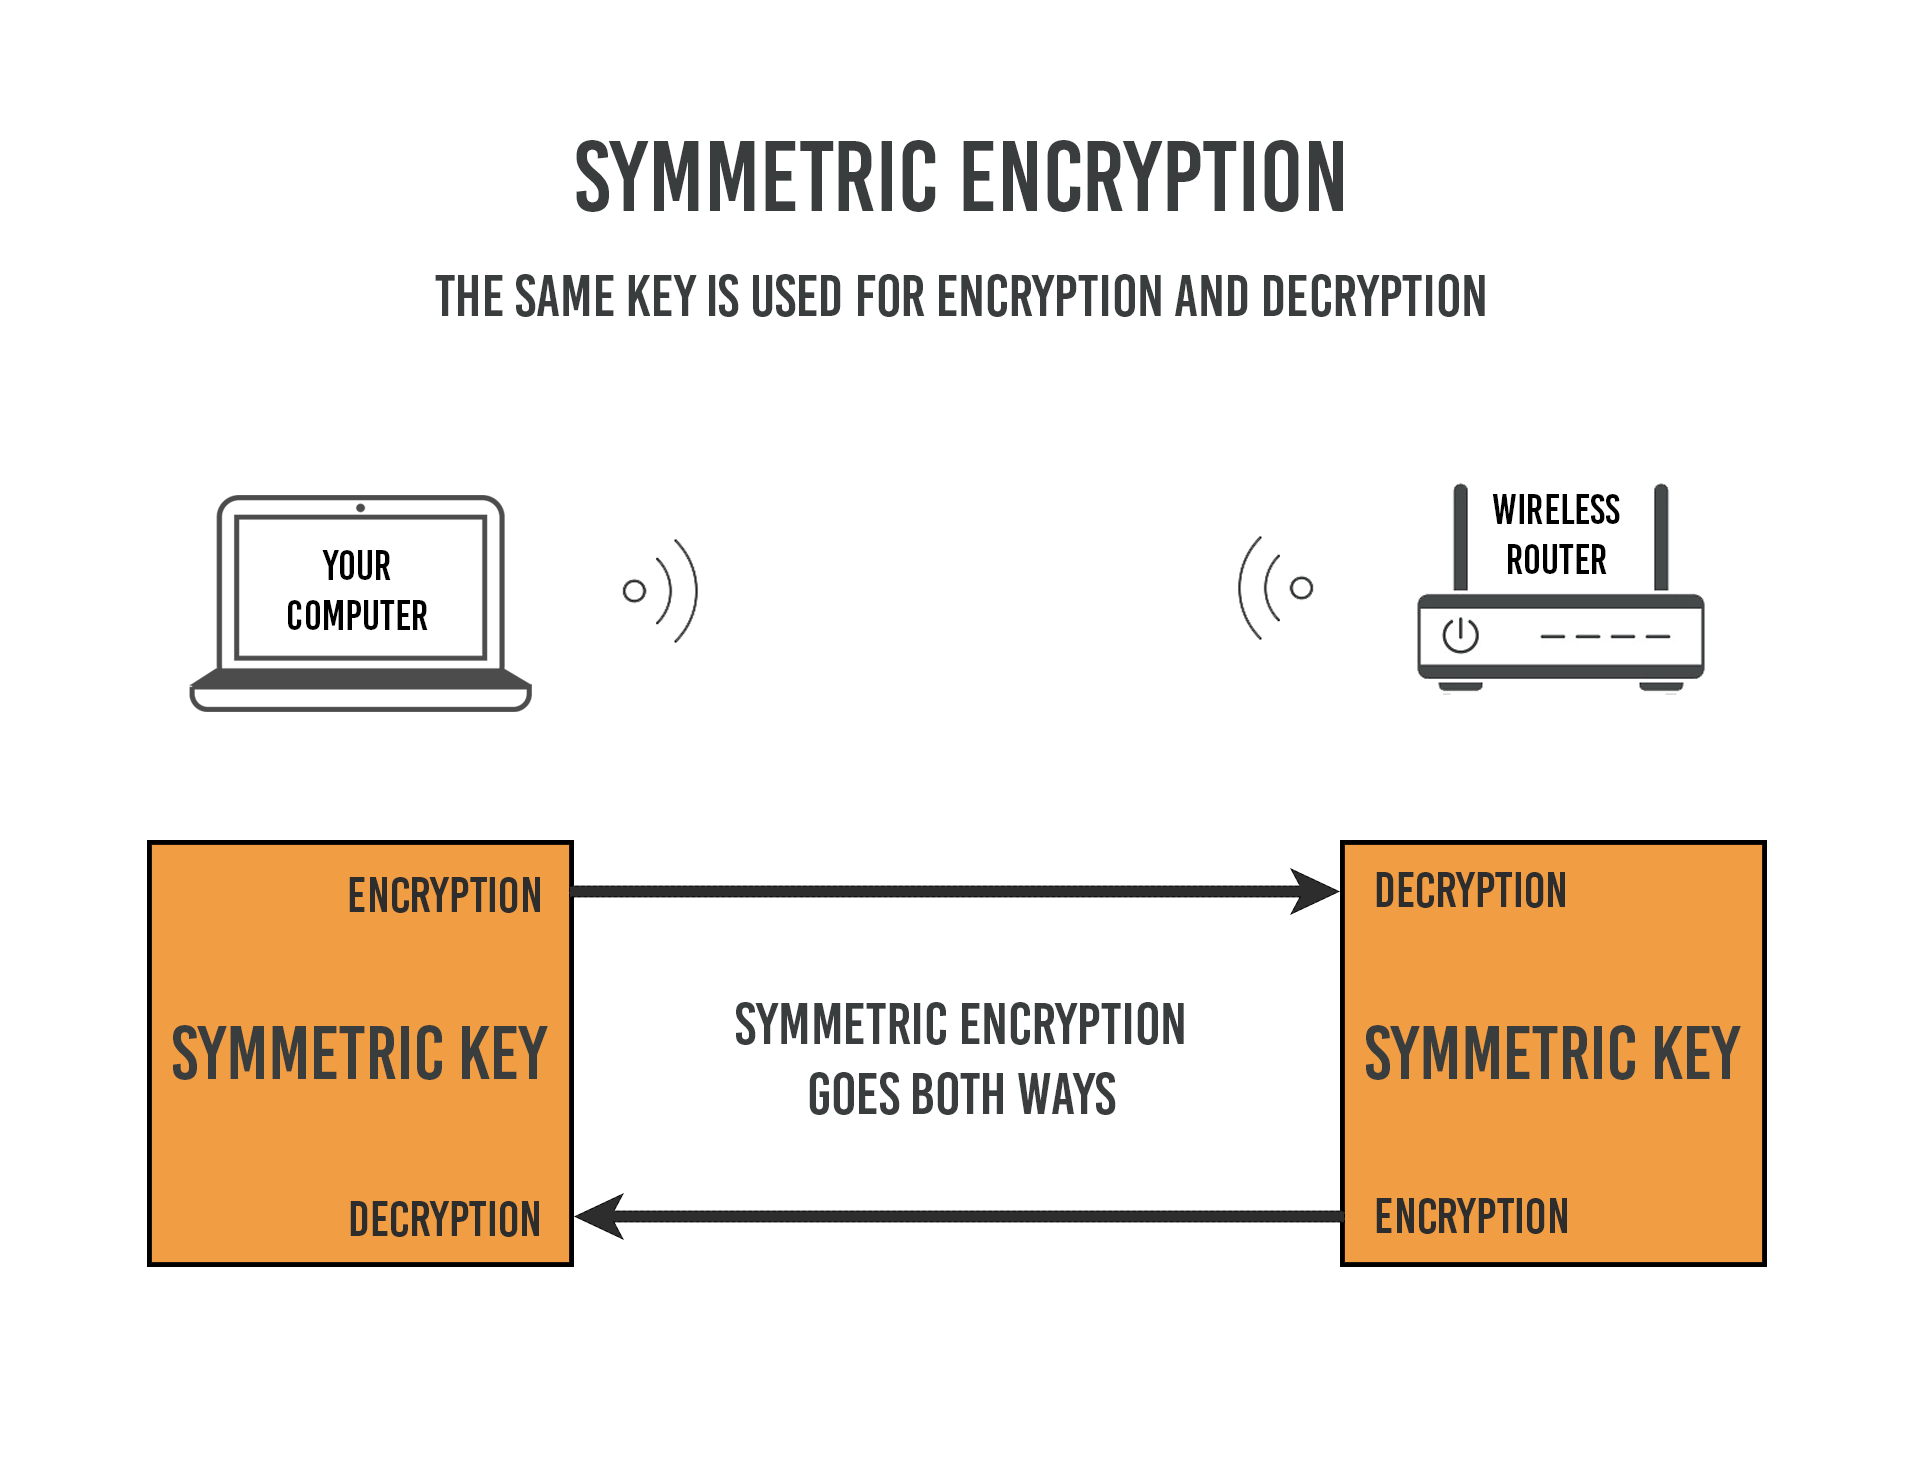 SYMMETRIC ENCRYPTION
THE SAME KEY IS USED FOR ENCRYPTION AND DECRYPTION
YOUR
COMPUTER
WIRELESS
ROUTER
ENCRYPTION
DECRYPTION
SYMMETRIC KEY
SYMMETRIC ENCRYPTION
GOES BOTH WAYS
SYMMETRIC KEY
DECRYPTION
ENCRYPTION